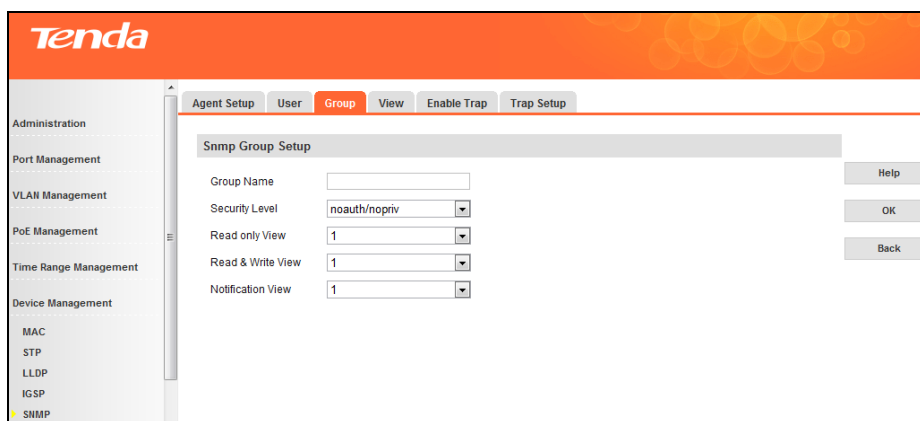 Tenda
Agent Setup User Group View Enable Trap Trap Setup
Administration
Port Management
VLAN Management
PoE Management
Time Range Management
Device Management
MAC
STP
LLDP
IGSP
SNMP
Snmp Group Setup
Group Name
Security Level noauth/nopriv
Read only View 1
Read & Write View 1
Notification View 1
Help
OK
Back